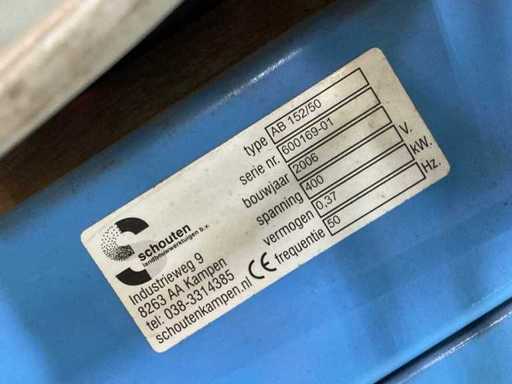 schouten
landbouwwerktuigen b.v.
Industrieweg 9
8263 AA Kampen
tel: 038-3314385
schoutenkampen.nl
CE
type AB 152/50
serie nr. 600169-01
bouwjaar 2006
spanning 400 V.
vermogen 0,37 kW.
frequentie 50 Hz.